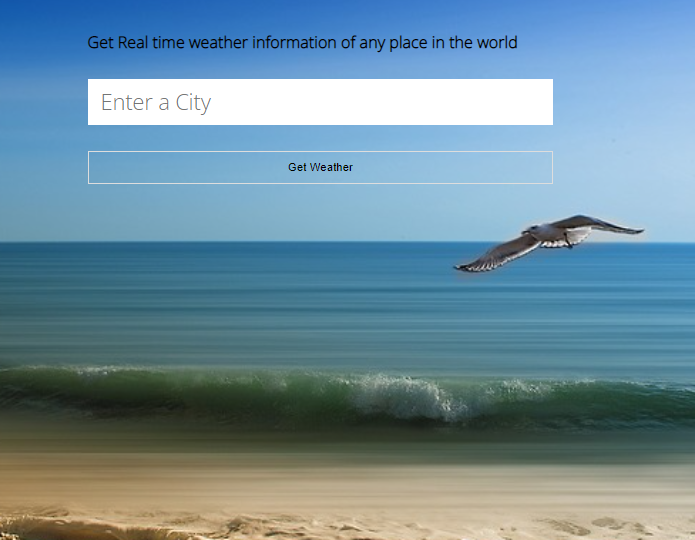 Get Real time weather information of any place in the world
Enter a City
Get Weather